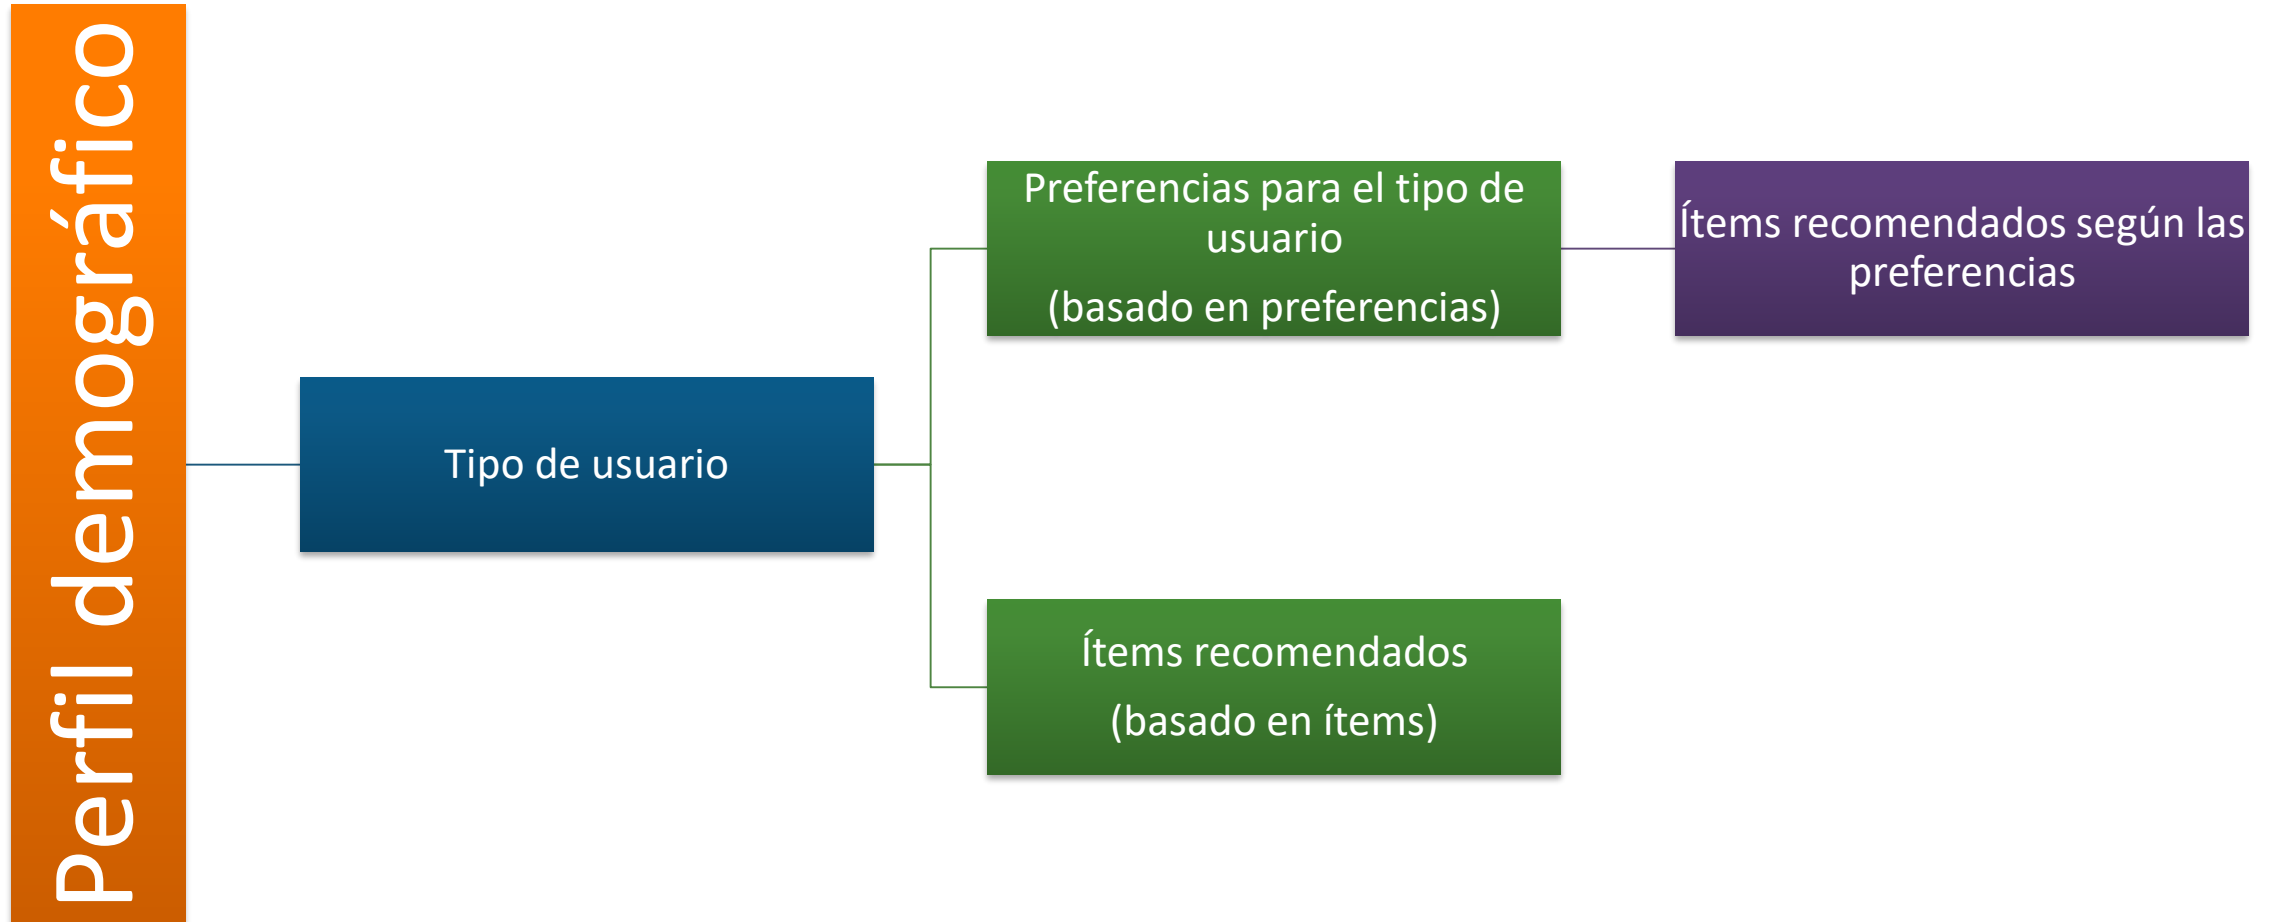 Perfil demográfico
Tipo de usuario
Preferencias para el tipo de
usuario
(basado en preferencias)
Ítems recomendados según las
preferencias
Ítems recomendados
(basado en ítems)